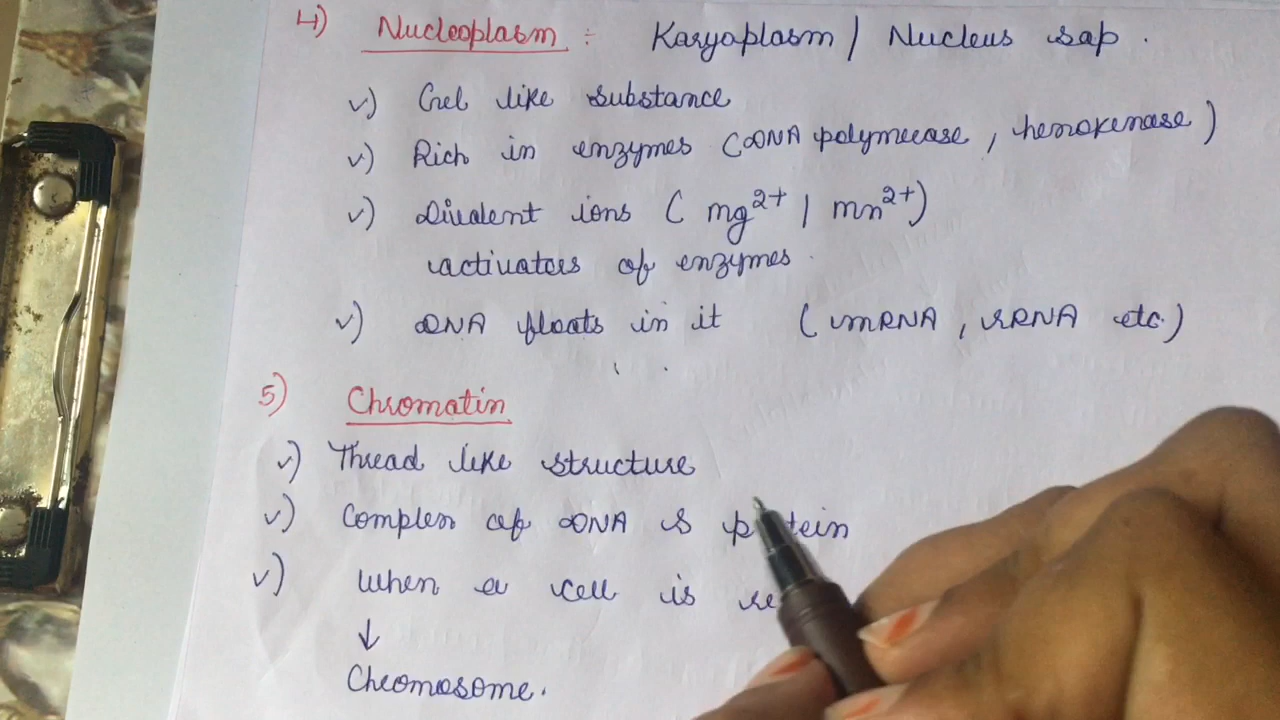 4) Nucleoplasm : Karyoplasm / Nucleus sap.
v) Gel like substance
v) Rich in enzymes (DNA polymerase, hemokenase)
v) Divalent ions (mg2+ / mn2+)
activators of enzymes
v) DNA floats in it (mRNA, rRNA etc.)
5) Chromatin
v) Thread like structure
v) Complex of DNA & protein
v) When a cell is
↓
Chromosome.